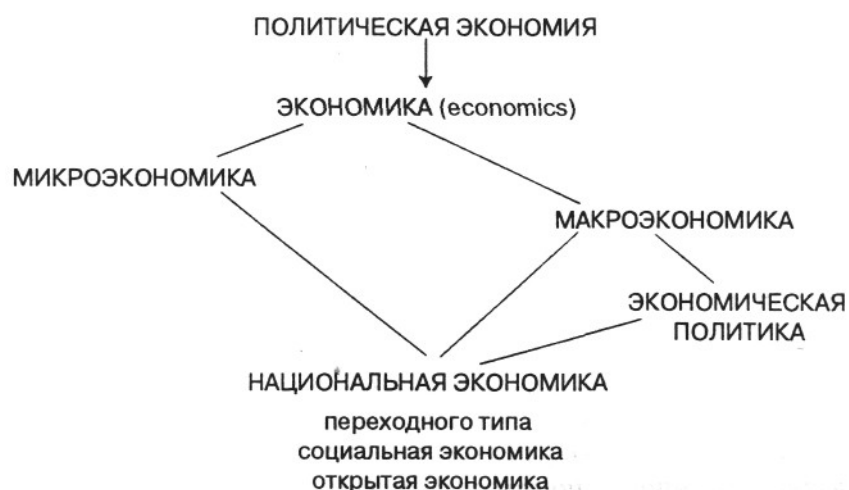 ПОЛИТИЧЕСКАЯ ЭКОНОМИЯ
ЭКОНОМИКА (economics)
МИКРОЭКОНОМИКА
МАКРОЭКОНОМИКА
ЭКОНОМИЧЕСКАЯ
ПОЛИТИКА
НАЦИОНАЛЬНАЯ ЭКОНОМИКА
переходного типа
социальная экономика
открытая экономика